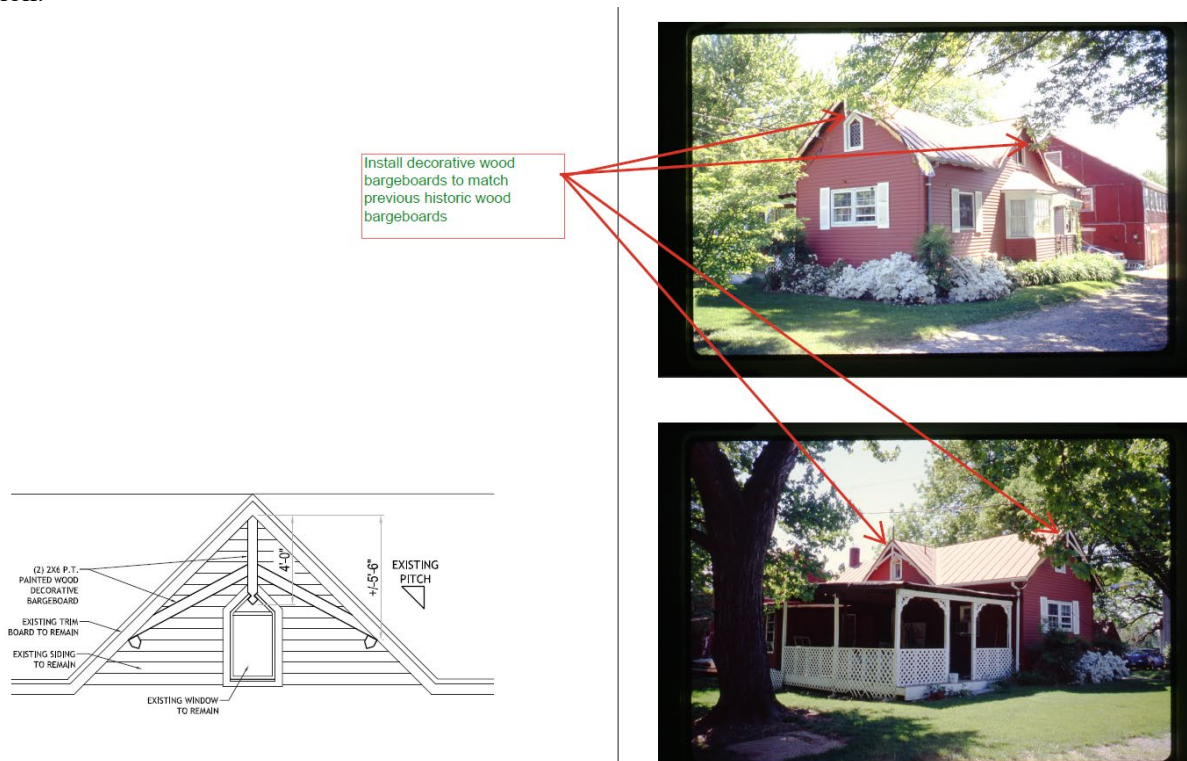 Install decorative wood
bargeboards to match
previous historic wood
bargeboards
(2) 2X6 P.T.
PAINTED WOOD
DECORATIVE
BARGEBOARD
EXISTING TRIM
BOARD TO REMAIN
EXISTING SIDING
TO REMAIN
EXISTING WINDOW
TO REMAIN
4'-0"
+/-5'-6"
EXISTING
PITCH